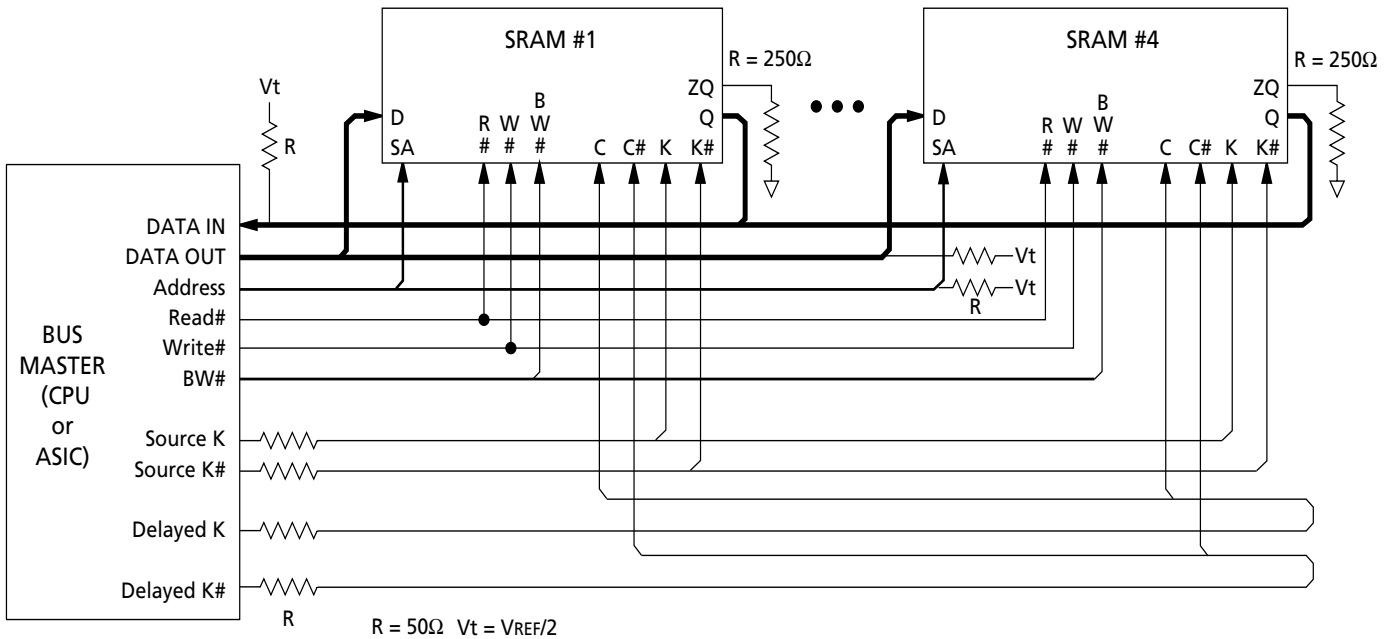 SRAM #1
R = 250Ω
ZQ
Q
D
SA
R
#
W
#
B
W
#
C
C#
K
K#
SRAM #4
R = 250Ω
ZQ
Q
D
SA
R
#
W
#
B
W
#
C
C#
K
K#
Vt
R
Vt
Vt
R
BUS
MASTER
(CPU
or
ASIC)
DATA IN
DATA OUT
Address
Read#
Write#
BW#
Source K
Source K#
Delayed K
Delayed K#
R
R = 50Ω Vt = VREF/2